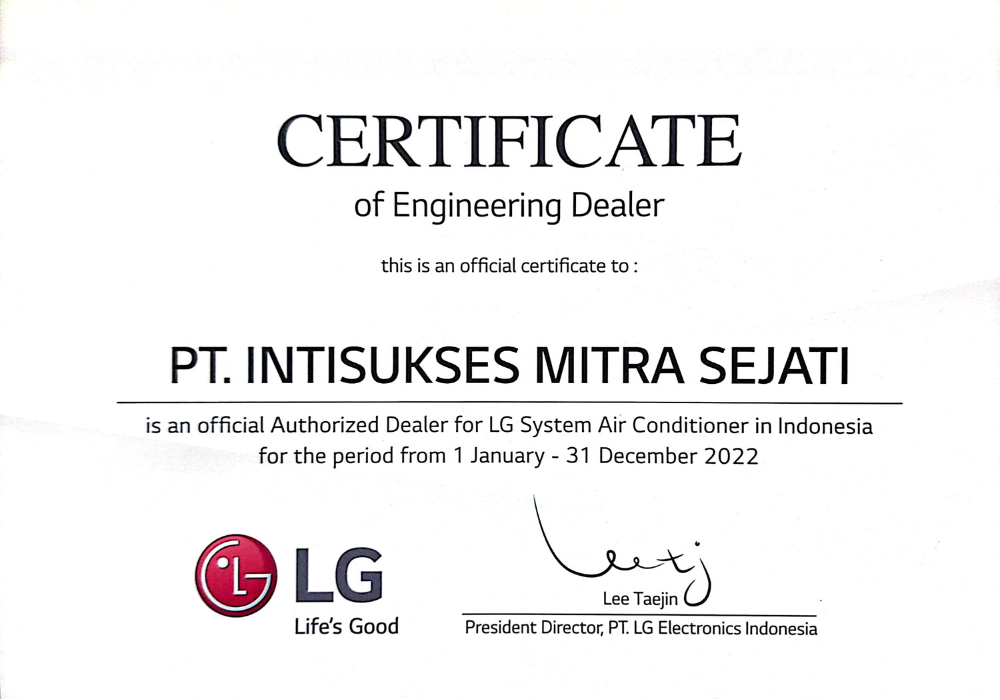 CERTIFICATE
of Engineering Dealer
this is an official certificate to :
PT. INTISUKSES MITRA SEJATI
is an official Authorized Dealer for LG System Air Conditioner in Indonesia
for the period from 1 January - 31 December 2022
LG
LG
Life's Good
Leetj
Lee Taejin
President Director, PT. LG Electronics Indonesia